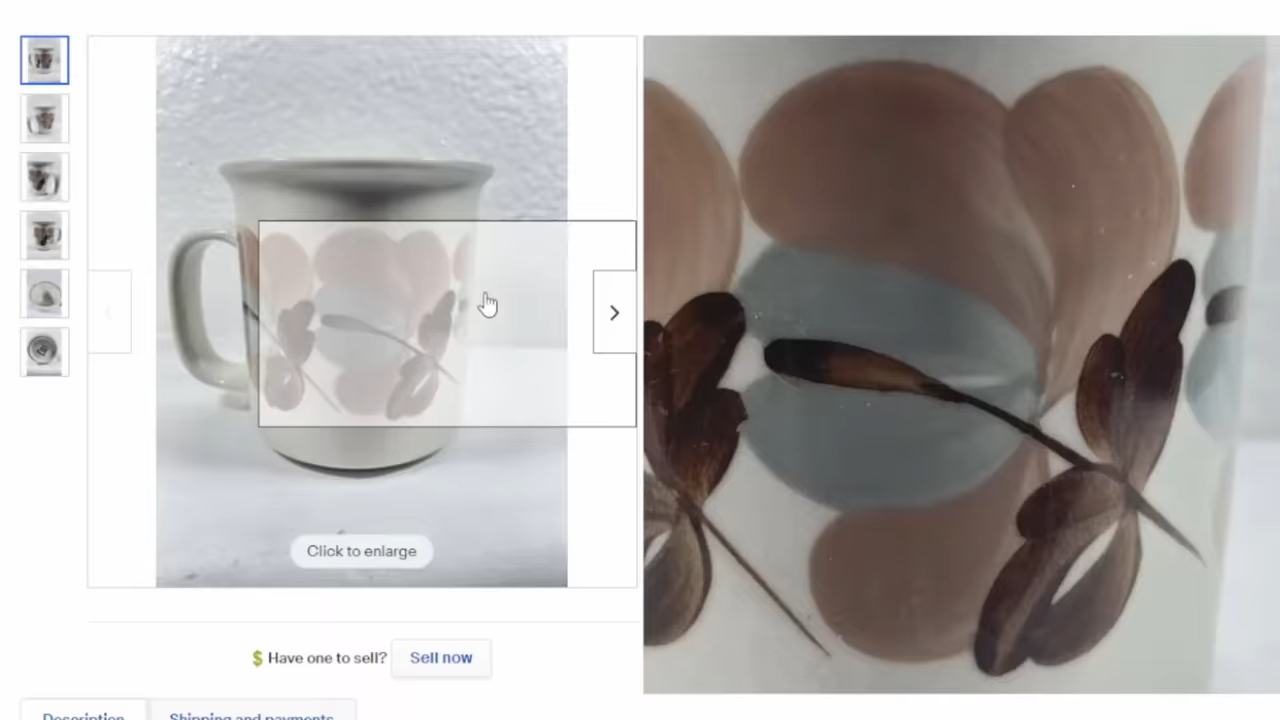 Click to enlarge
Have one to sell?
Sell now
Description
Shipping and payments